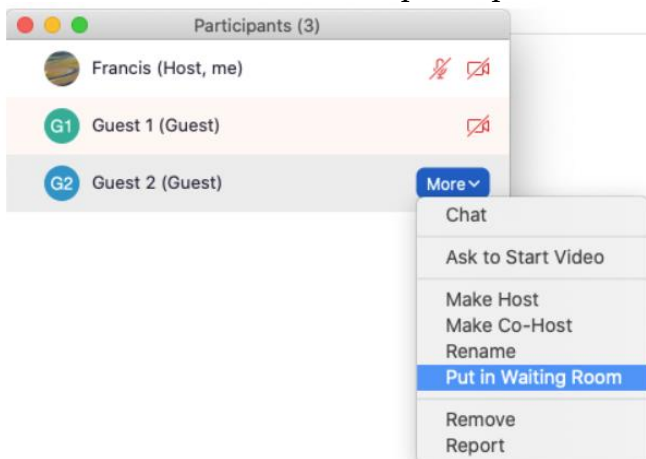 Participants (3)
Francis (Host, me)
G1 Guest 1 (Guest)
G2 Guest 2 (Guest) More
Chat
Ask to Start Video
Make Host
Make Co-Host
Rename
Put in Waiting Room
Remove
Report